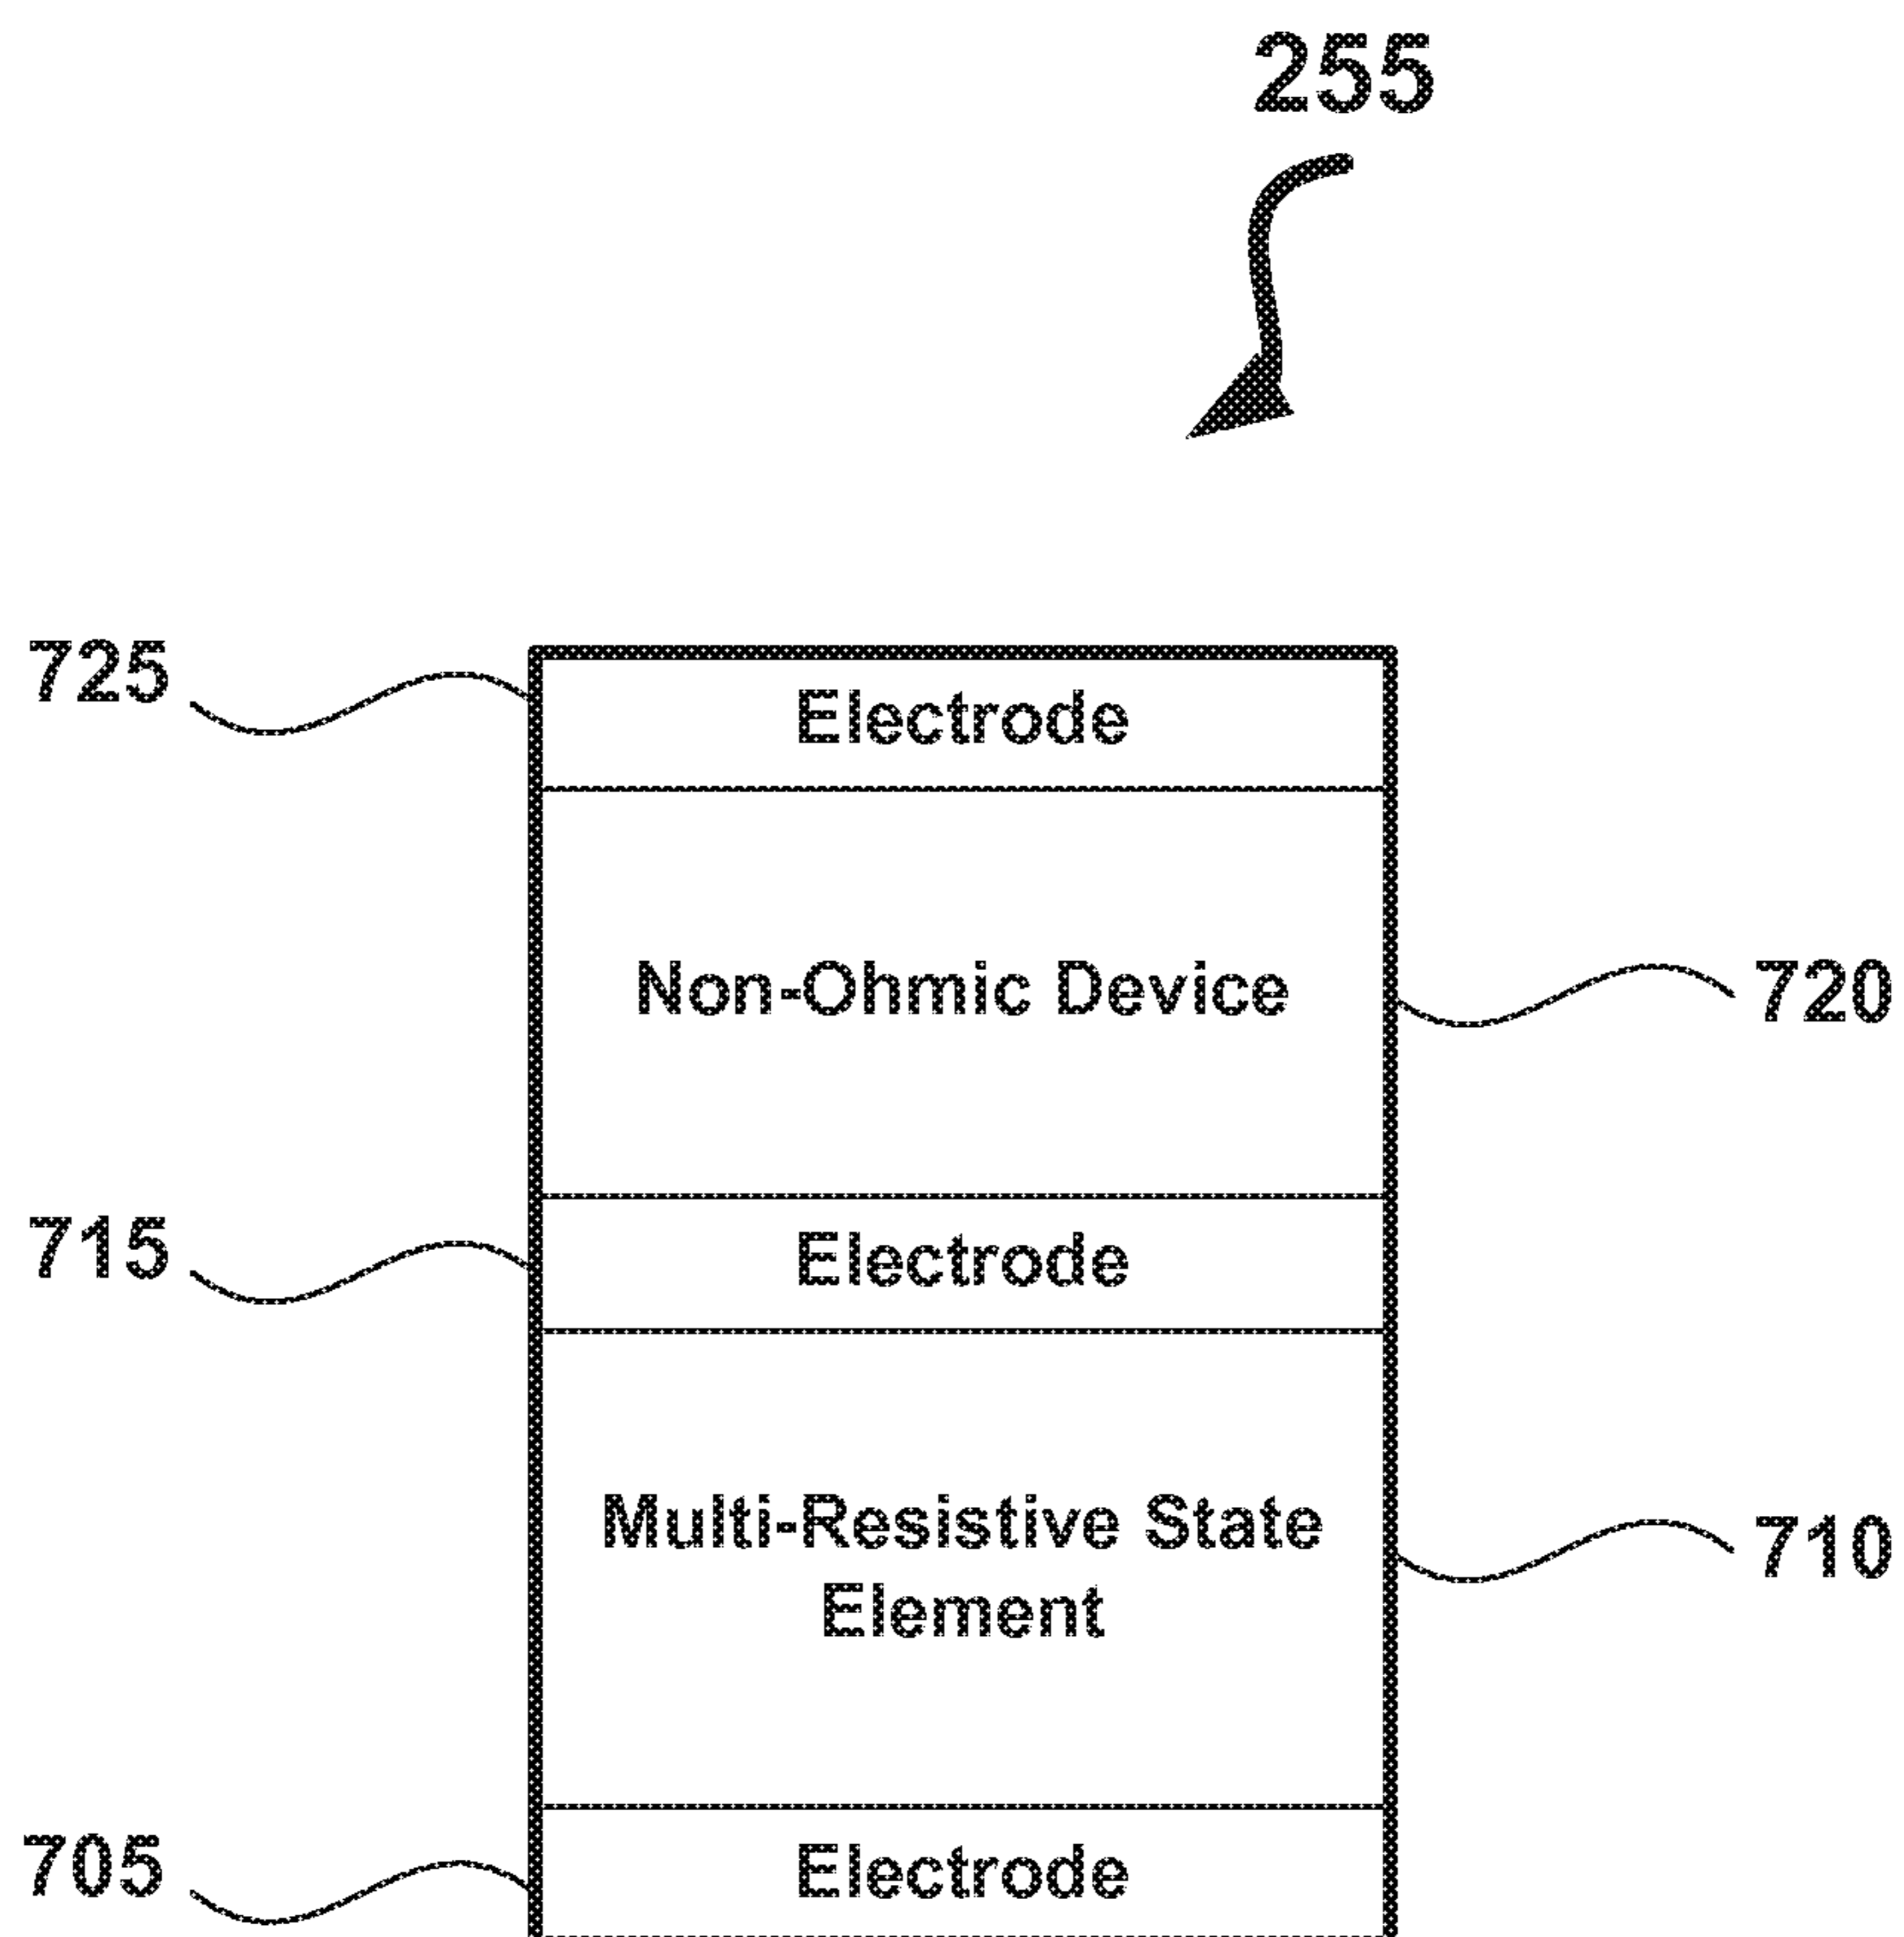 255
725
Electrode
Non-Ohmic Device
720
715
Electrode
Multi-Resistive State
Element
710
705
Electrode